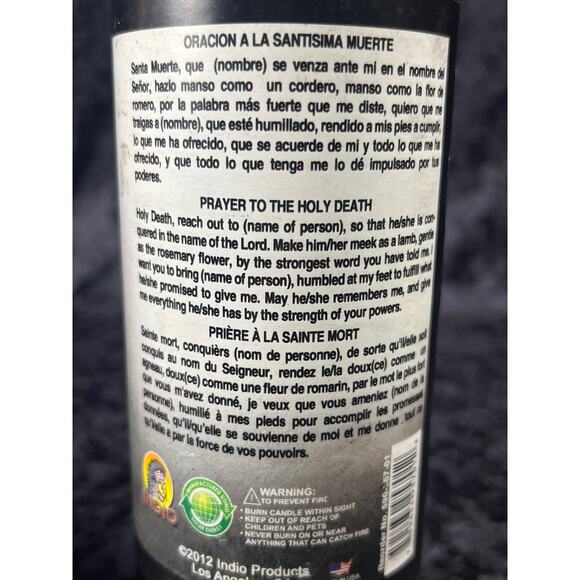 ORACION A LA SANTISIMA MUERTE
Santa Muerte, que (nombre) se venza ante mi en el nombre del
Señor, hazlo manso como un cordero, manso como la flor de
romero, por la palabra más fuerte que me diste, quiero que me
traigas a (nombre), que esté humillado, rendido a mis pies a cumplir
lo que me ha ofrecido, que se acuerde de mi y todo lo que me ha
ofrecido, y que todo lo que tenga me lo dé impulsado por tus
poderes.
PRAYER TO THE HOLY DEATH
Holy Death, reach out to (name of person), so that he/she is con-
quered in the name of the Lord. Make him/her meek as a lamb, gentle
as the rosemary flower, by the strongest word you have told me. I
want you to bring (name of person), humbled at my feet to fulfill what
he/she promised to give me. May he/she remembers me, and give
me everything he/she has by the strength of your powers.
PRIÈRE À LA SAINTE MORT
Sainte mort, conquièrs (nom de personne), de sorte qu'il/elle soit
conquis au nom du Seigneur, rendez le/la doux(ce) comme un
agneau, doux(ce) comme une fleur de romarin, par le mot le plus fort
que vous m'avez donné, je veux que vous ameniez (nom de la
personne), humilié à mes pieds pour accomplir les promesses
données, qu'il/qu'elle se souvienne de moi et me donne tout ce
qu'elle a par la force de vos pouvoirs.
INDIO
MANUFACTURED USING
SOLAR ENERGY
WARNING:
TO PREVENT FIRE
• BURN CANDLE WITHIN SIGHT
• KEEP OUT OF REACH OF
CHILDREN AND PETS
• NEVER BURN ON OR NEAR
ANYTHING THAT CAN CATCH FIRE
©2012 Indio Products
Los Angeles
USA
Reorder No. 590-57-01